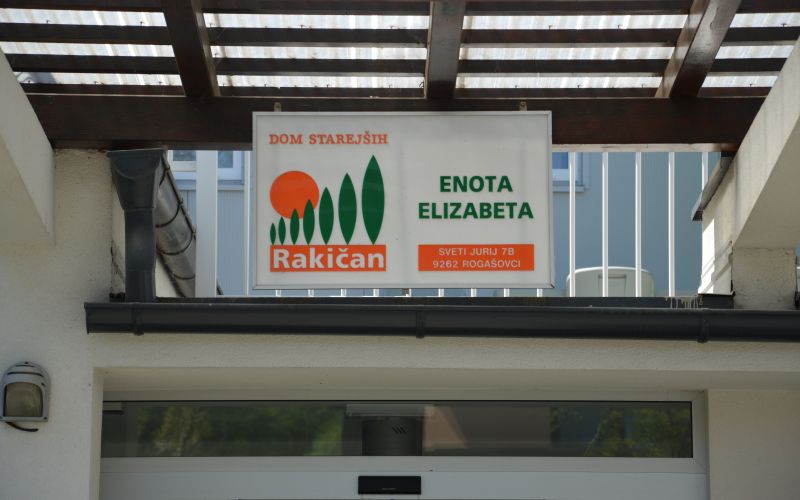 DOM STAREJŠIH
Rakičan
ENOTA
ELIZABETA
SVETI JURIJ 7B
9262 ROGAŠOVCI